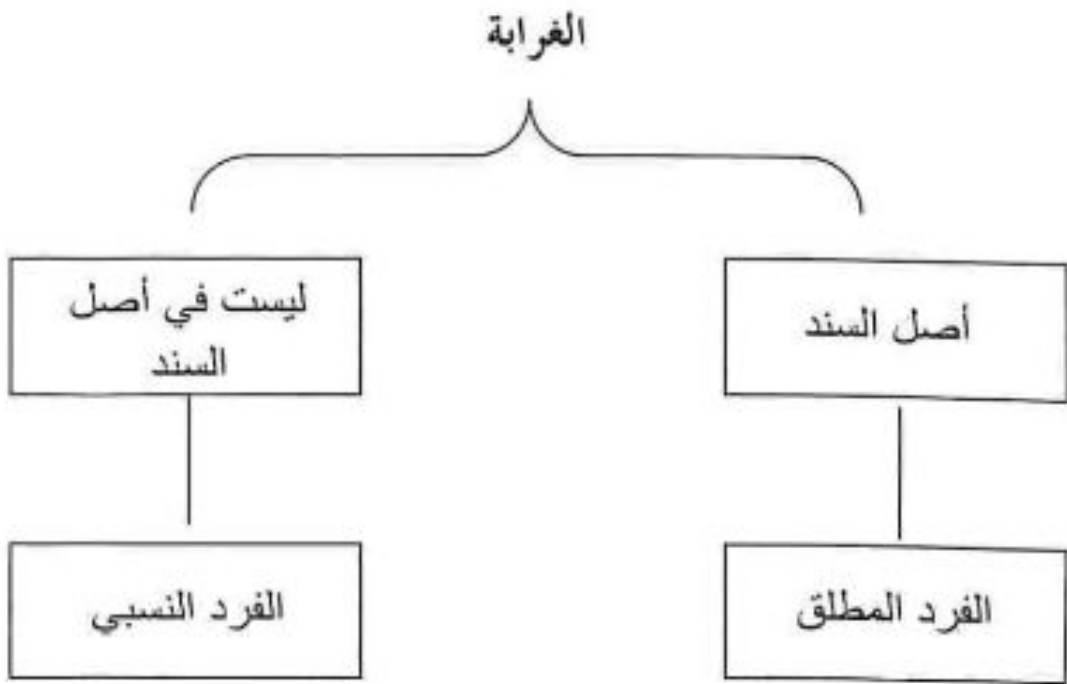 الغرابة
أصل السند
ليست في أصل
السند
الفرد المطلق
الفرد النسبي